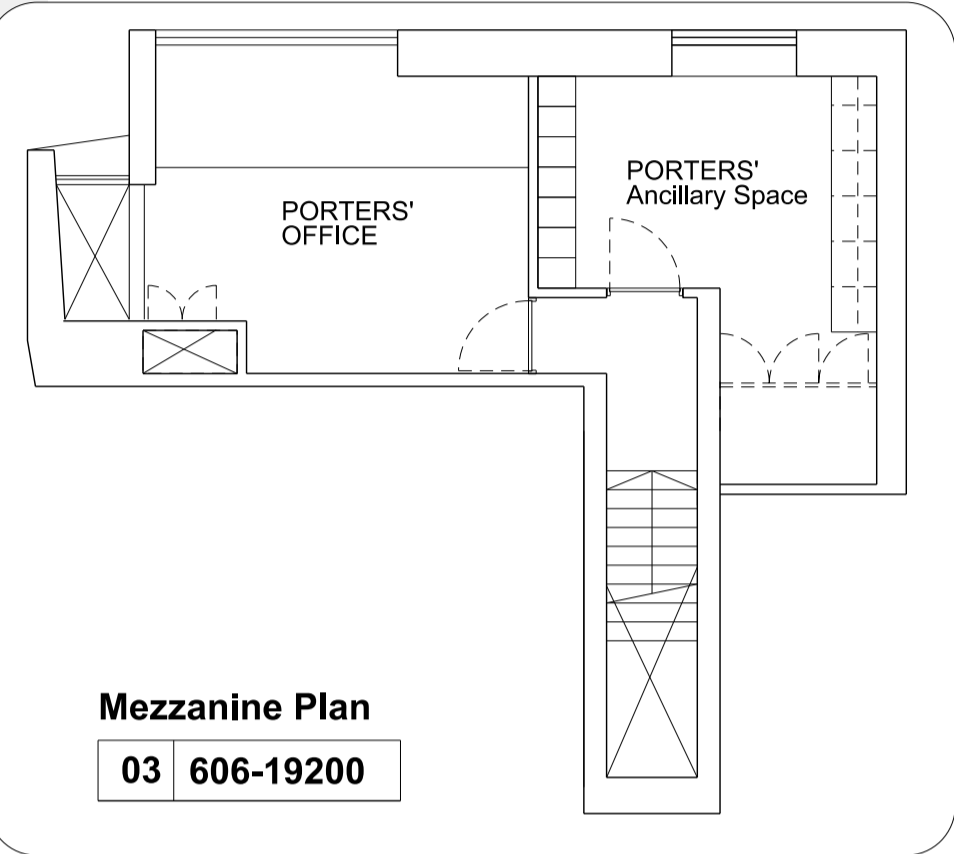 PORTERS'
OFFICE
PORTERS'
Ancillary Space
Mezzanine Plan
03 606-19200